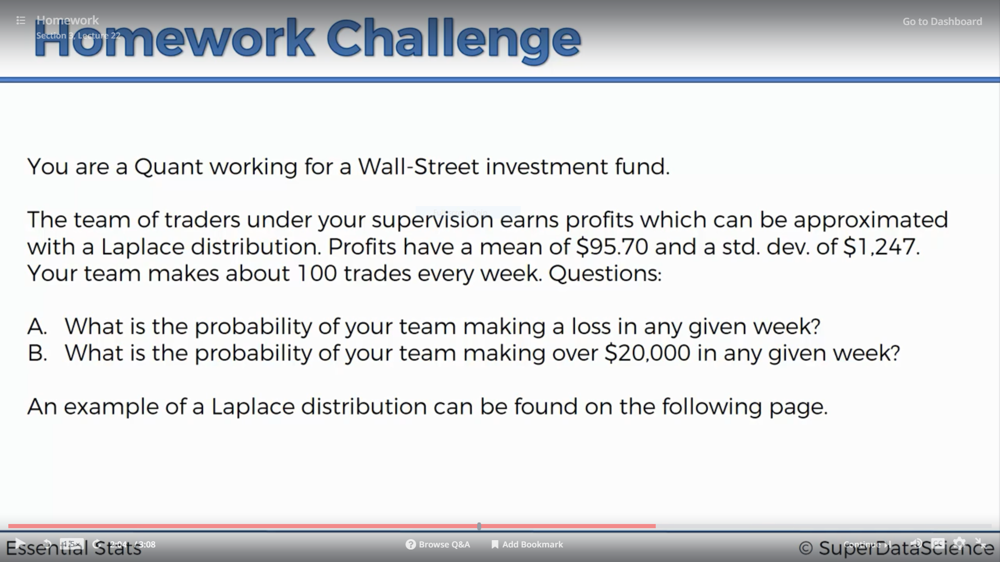 Homework
Go to Dashboard
Section 3, Lecture 22
Homework Challenge
You are a Quant working for a Wall-Street investment fund.
Full-screen Snip
The team of traders under your supervision earns profits which can be approximated
with a Laplace distribution. Profits have a mean of $95.70 and a std. dev. of $1,247.
Your team makes about 100 trades every week. Questions:
A. What is the probability of your team making a loss in any given week?
B. What is the probability of your team making over $20,000 in any given week?
An example of a Laplace distribution can be found on the following page.
1.5x 2:04 / 3:08 Browse Q&A Add Bookmark Continue CC
Essential Stats © SuperDataScience